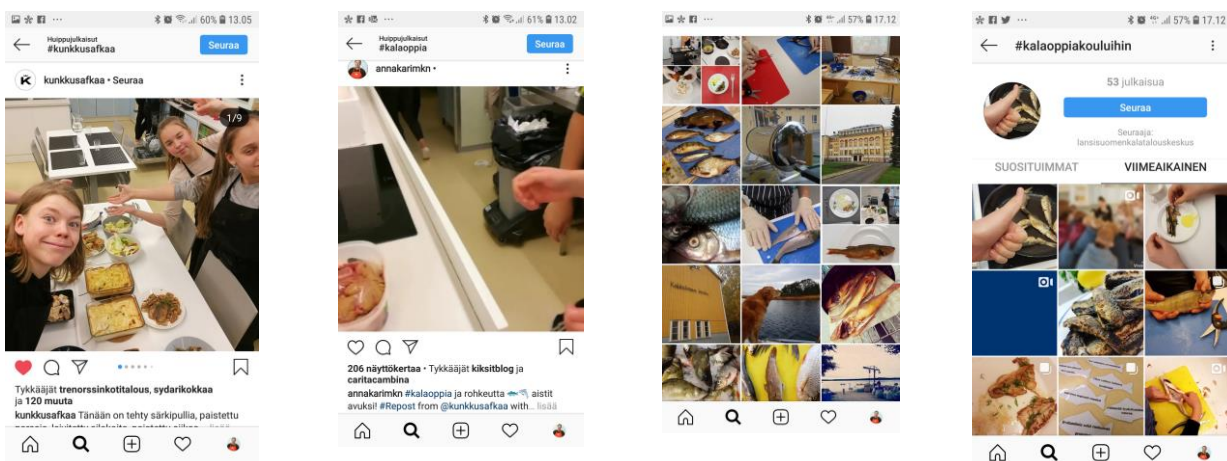 60% 13.05
Huippujulkaisut
#kunkkusafkaa
Seuraa
kunkkusafkaa • Seuraa
1/9
Tykkääjät trenorssinkotitalous, sydarikokkaa
ja 120 muuta
kunkkusafkaa Tänään on tehty särkipullia, paistettu
61% 13.02
Huippujulkaisut
#kalaoppia
Seuraa
annakarimkn •
206 näyttökertaa • Tykkääjät kiksitblog ja
caritacambina
annakarimkn #kalaoppia ja rohkeutta aistit
avuksi! #Repost from @kunkkusafkaa with... lisää
57% 17.12
57% 17.12
#kalaoppiakouluihin
53 julkaisua
Seuraa
Seuraaja:
lansisuomenkalatalouskeskus
SUOSITUIMMAT
VIIMEAIKAINEN